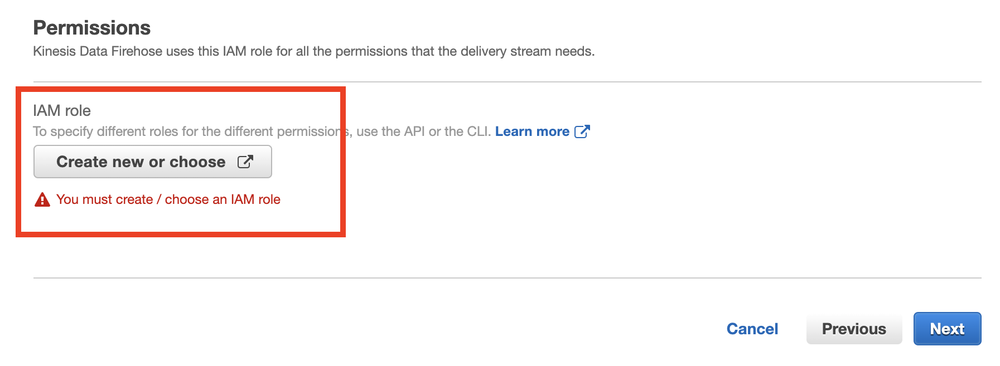 Permissions
Kinesis Data Firehose uses this IAM role for all the permissions that the delivery stream needs.
IAM role
To specify different roles for the different permissions, use the API or the CLI. Learn more
Create new or choose
You must create / choose an IAM role
Cancel Previous Next